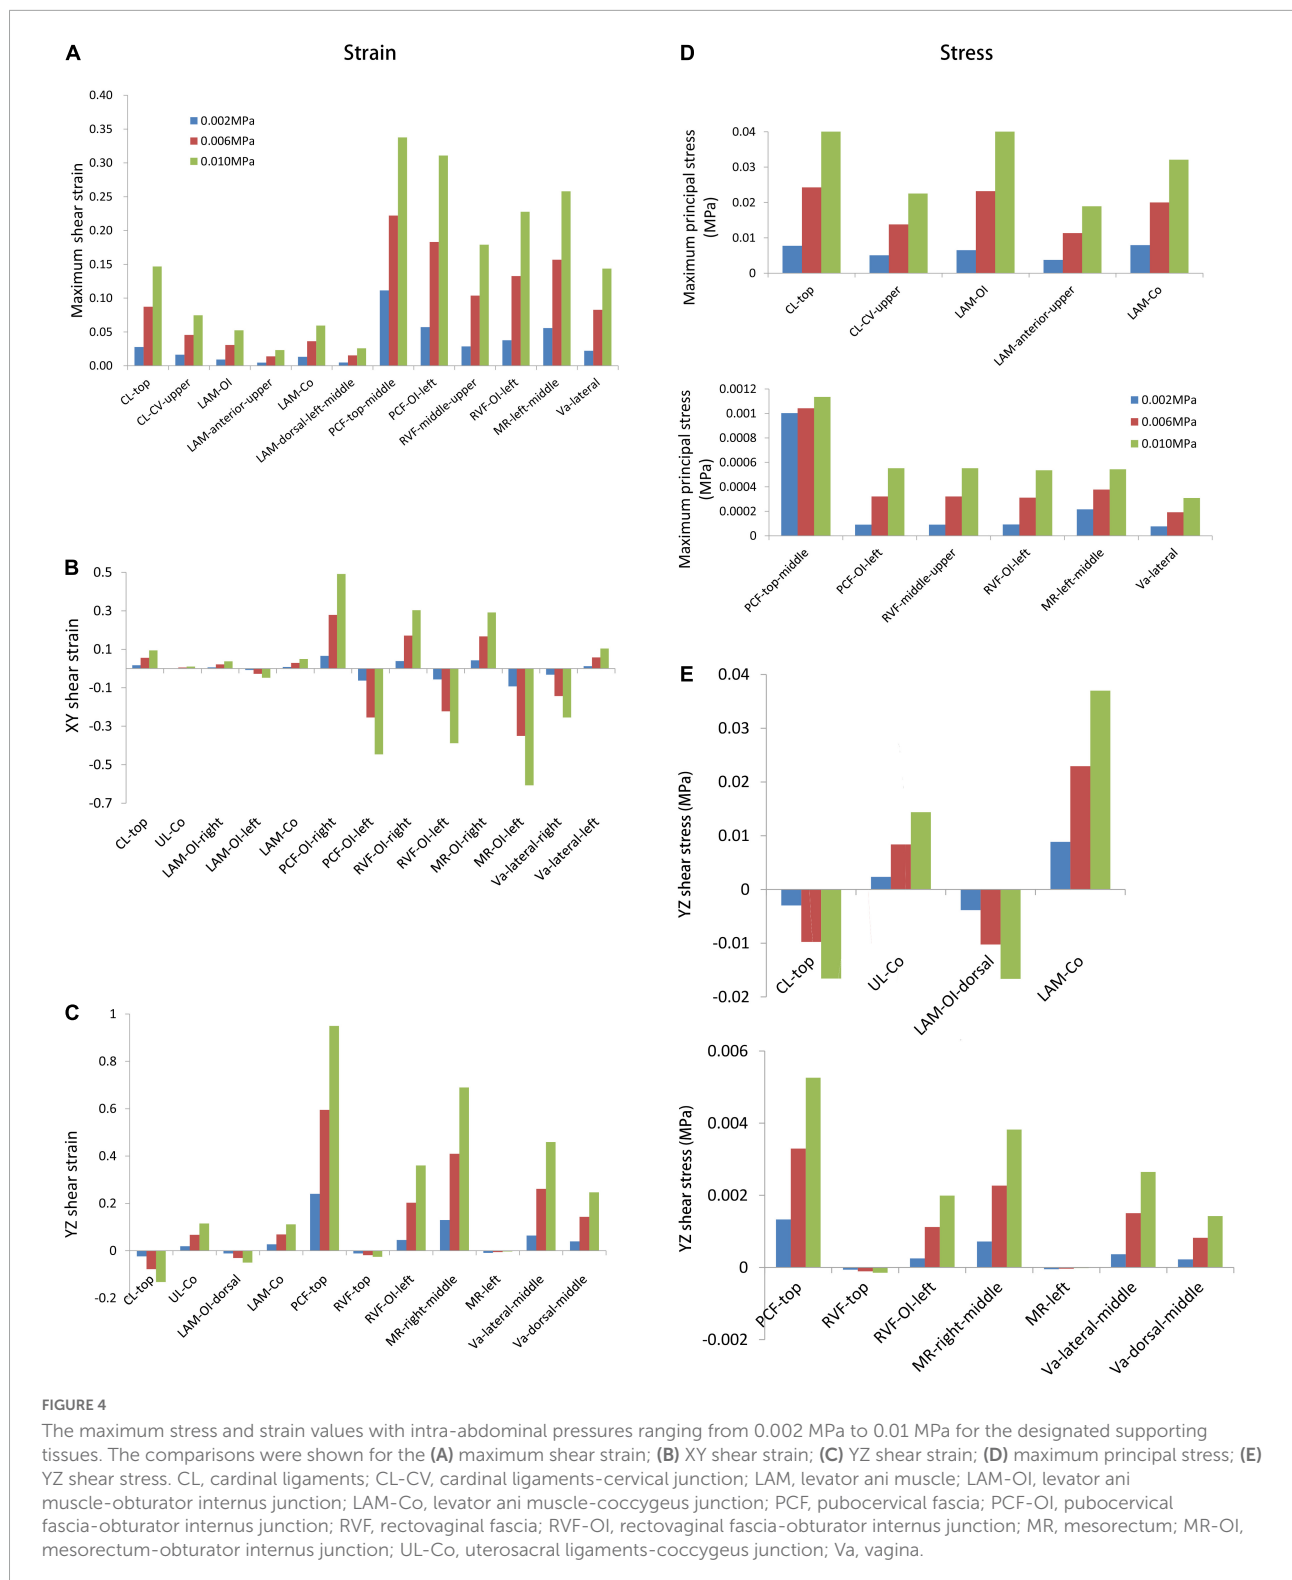 A
Strain
Maximum shear strain
0.40
0.35
0.30
0.25
0.20
0.15
0.10
0.05
0.00
0.002MPa
0.006MPa
0.010MPa
CL-top
CL-CV-upper
LAM-OI
LAM-anterior-upper
LAM-Co
LAM-dorsal-left-middle
PCF-top-middle
PCF-OI-left
RVF-middle-upper
RVF-OI-left
MR-left-middle
Va-lateral
B
XY shear strain
0.5
0.3
0.1
-0.1
-0.3
-0.5
-0.7
CL-top
UL-Co
LAM-OI-right
LAM-OI-left
LAM-Co
PCF-OI-right
PCF-OI-left
RVF-OI-right
RVF-OI-left
MR-OI-right
MR-OI-left
Va-lateral-right
Va-lateral-left
C
YZ shear strain
1
0.8
0.6
0.4
0.2
0
-0.2
CL-top
UL-Co
LAM-OI-dorsal
LAM-Co
PCF-top
RVF-top
RVF-OI-left
MR-right-middle
MR-left
Va-lateral-middle
Va-dorsal-middle
D
Stress
Maximum principal stress
(MPa)
0.04
0.03
0.02
0.01
0
CL-top
CL-CV-upper
LAM-OI
LAM-anterior-upper
LAM-Co
Maximum principal stress
(MPa)
0.0012
0.001
0.0008
0.0006
0.0004
0.0002
0
0.002MPa
0.006MPa
0.010MPa
PCF-top-middle
PCF-OI-left
RVF-middle-upper
RVF-OI-left
MR-left-middle
Va-lateral
E
YZ shear stress (MPa)
0.04
0.03
0.02
0.01
0
-0.01
-0.02
CL-top
UL-Co
LAM-OI-dorsal
LAM-Co
YZ shear stress (MPa)
0.006
0.004
0.002
0
-0.002
PCF-top
RVF-top
RVF-OI-left
MR-right-middle
MR-left
Va-lateral-middle
Va-dorsal-middle
FIGURE 4
The maximum stress and strain values with intra-abdominal pressures ranging from 0.002 MPa to 0.01 MPa for the designated supporting
tissues. The comparisons were shown for the (A) maximum shear strain; (B) XY shear strain; (C) YZ shear strain; (D) maximum principal stress; (E)
YZ shear stress. CL, cardinal ligaments; CL-CV, cardinal ligaments-cervical junction; LAM, levator ani muscle; LAM-OI, levator ani
muscle-obturator internus junction; LAM-Co, levator ani muscle-coccygeus junction; PCF, pubocervical fascia; PCF-OI, pubocervical
fascia-obturator internus junction; RVF, rectovaginal fascia; RVF-OI, rectovaginal fascia-obturator internus junction; MR, mesorectum; MR-OI,
mesorectum-obturator internus junction; UL-Co, uterosacral ligaments-coccygeus junction; Va, vagina.